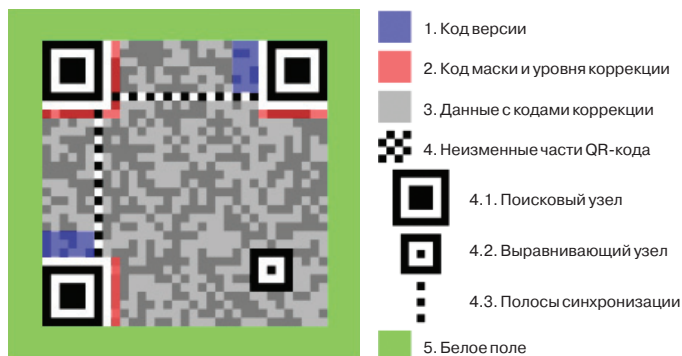 1. Код версии
2. Код маски и уровня коррекции
3. Данные с кодами коррекции
4. Неизменные части QR-кода
4.1. Поисковый узел
4.2. Выравнивающий узел
4.3. Полосы синхронизации
5. Белое поле